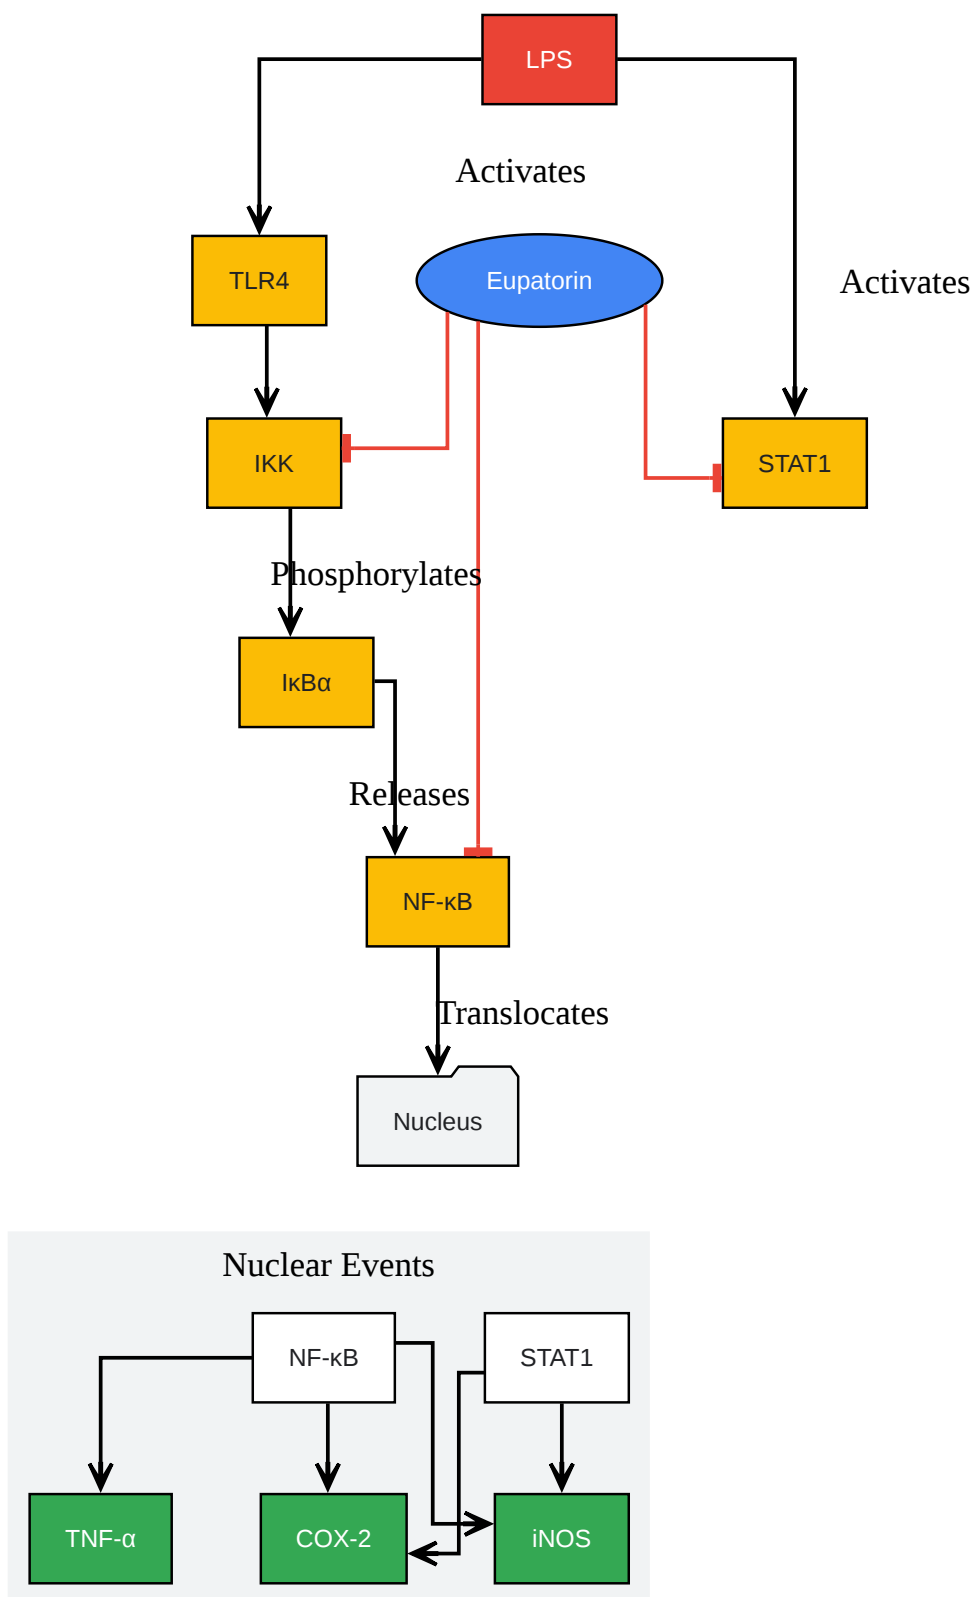 LPS
Activates
TLR4
Eupatorin
Activates
IKK
STAT1
Phosphorylates
IκBα
Releases
NF-κB
Translocates
Nucleus
Nuclear Events
NF-κB
STAT1
TNF-α
COX-2
iNOS